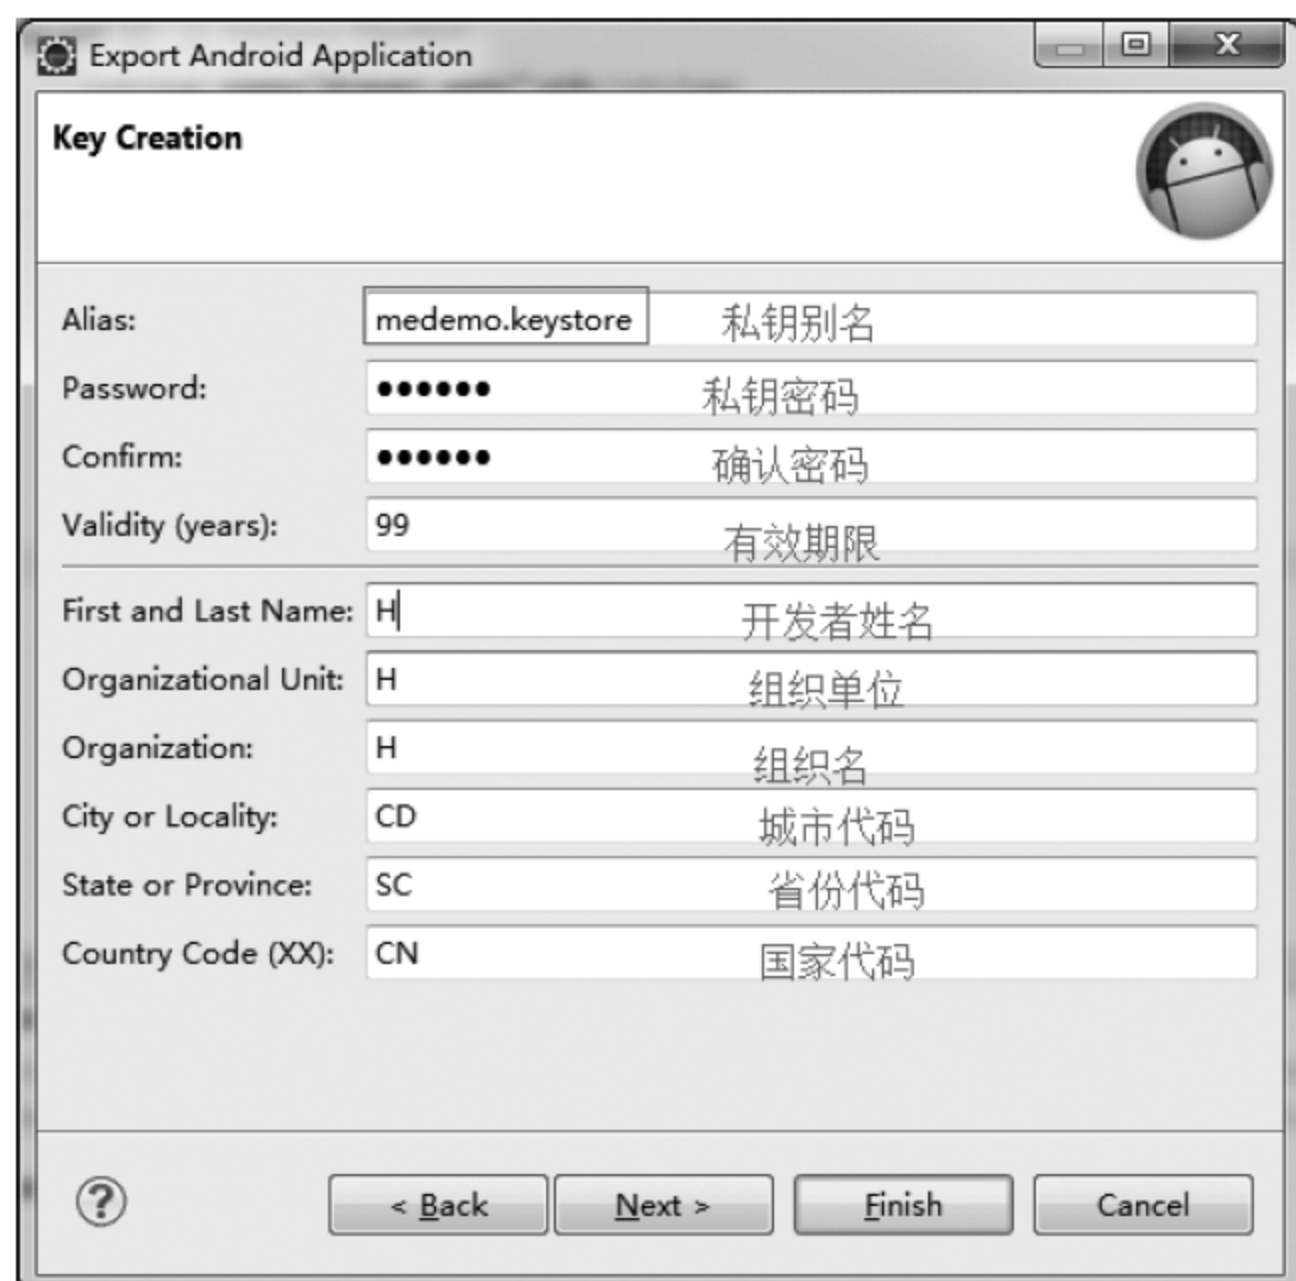 Export Android Application
Key Creation
Alias: medemo.keystore 私钥别名
Password: ●●●●●● 私钥密码
Confirm: ●●●●●● 确认密码
Validity (years): 99 有效期限
First and Last Name: H 开发者姓名
Organizational Unit: H 组织单位
Organization: H 组织名
City or Locality: CD 城市代码
State or Province: SC 省份代码
Country Code (XX): CN 国家代码
? < Back Next > Finish Cancel